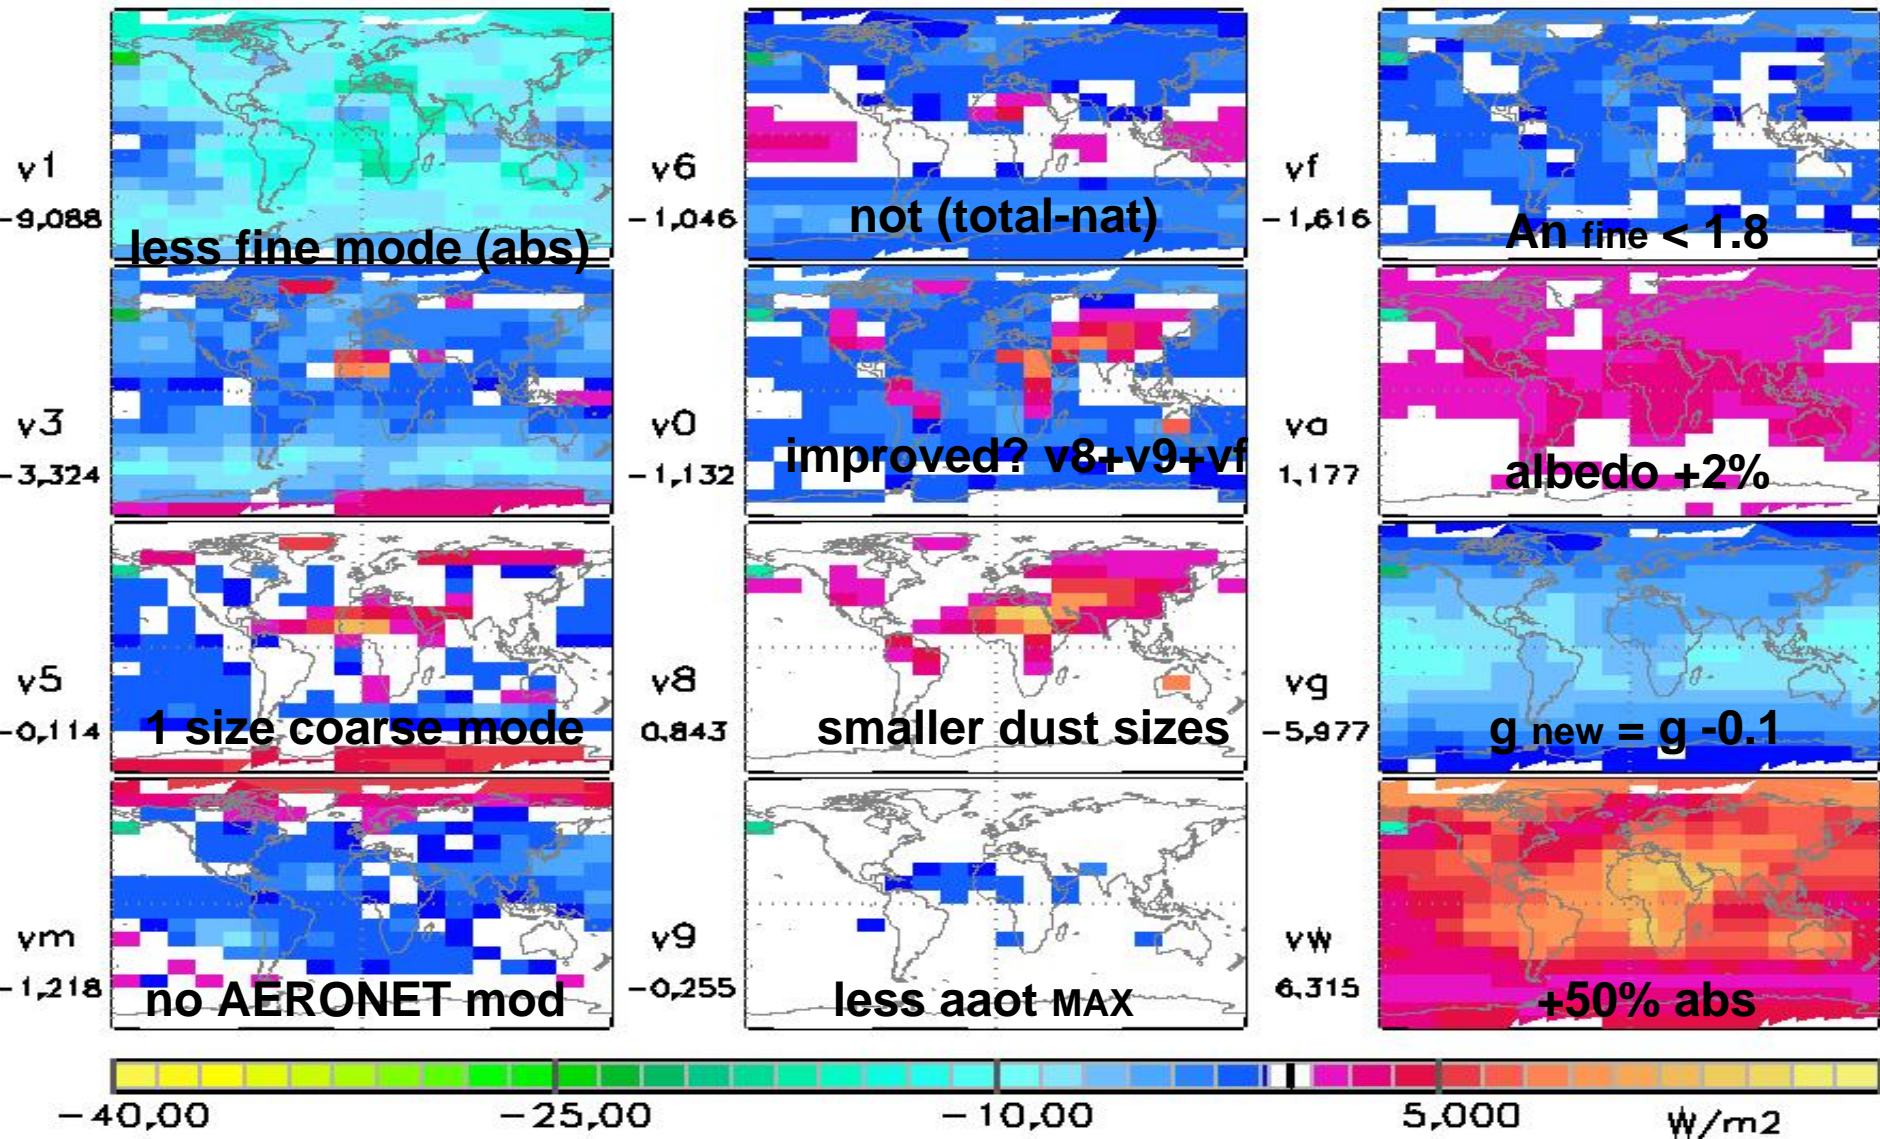 v1
-9,088
less fine mode (abs)
v6
-1,046
not (total-nat)
vf
-1,616
An fine < 1.8
v3
-3,324
v0
-1,132
improved? v8+v9+vf
va
1,177
albedo +2%
v5
-0,114
1 size coarse mode
v8
0,843
smaller dust sizes
vg
-5,977
g new = g -0.1
vm
-1,218
no AERONET mod
v9
-0,255
less aaot MAX
vw
6,315
+50% abs
-40,00 -25,00 -10,00 5,000 W/m2